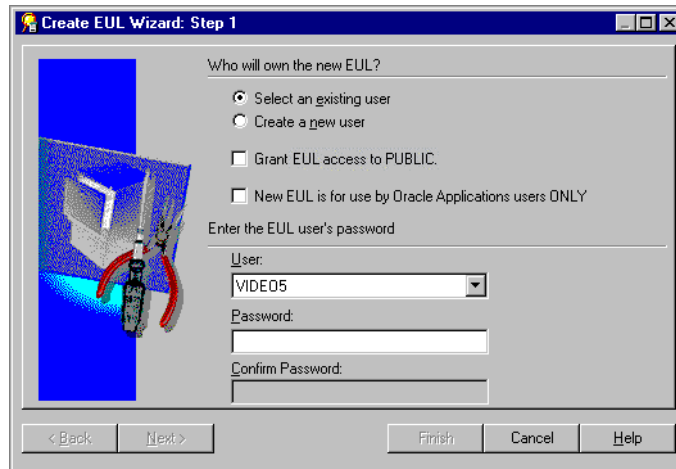 Create EUL Wizard: Step 1
Who will own the new EUL?
Select an existing user
Create a new user
Grant EUL access to PUBLIC.
New EUL is for use by Oracle Applications users ONLY
Enter the EUL user's password
User:
VIDEO5
Password:
Confirm Password:
< Back Next > Finish Cancel Help